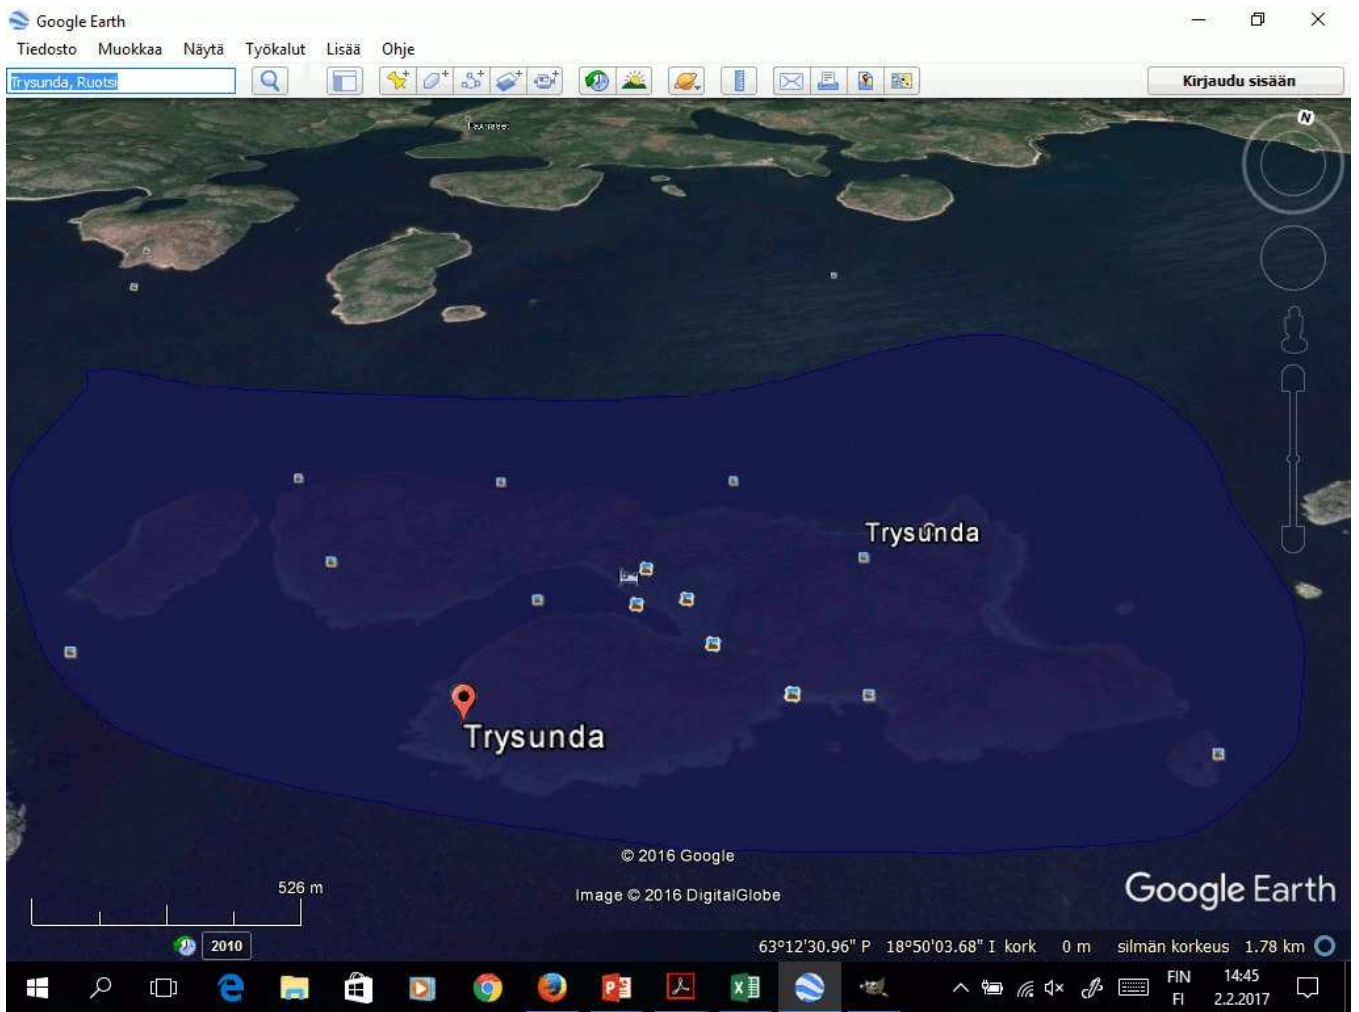 Google Earth
Tiedosto Muokkaa Näytä Työkalut Lisää Ohje
Trysunda, Ruotsi
Kirjaudu sisään
N
Trysunda
Trysunda
© 2016 Google
526 m
Image © 2016 DigitalGlobe
Google Earth
2010
63°12'30.96" P 18°50'03.68" I kork 0 m silmän korkeus 1.78 km
FIN
FI
14:45
2.2.2017